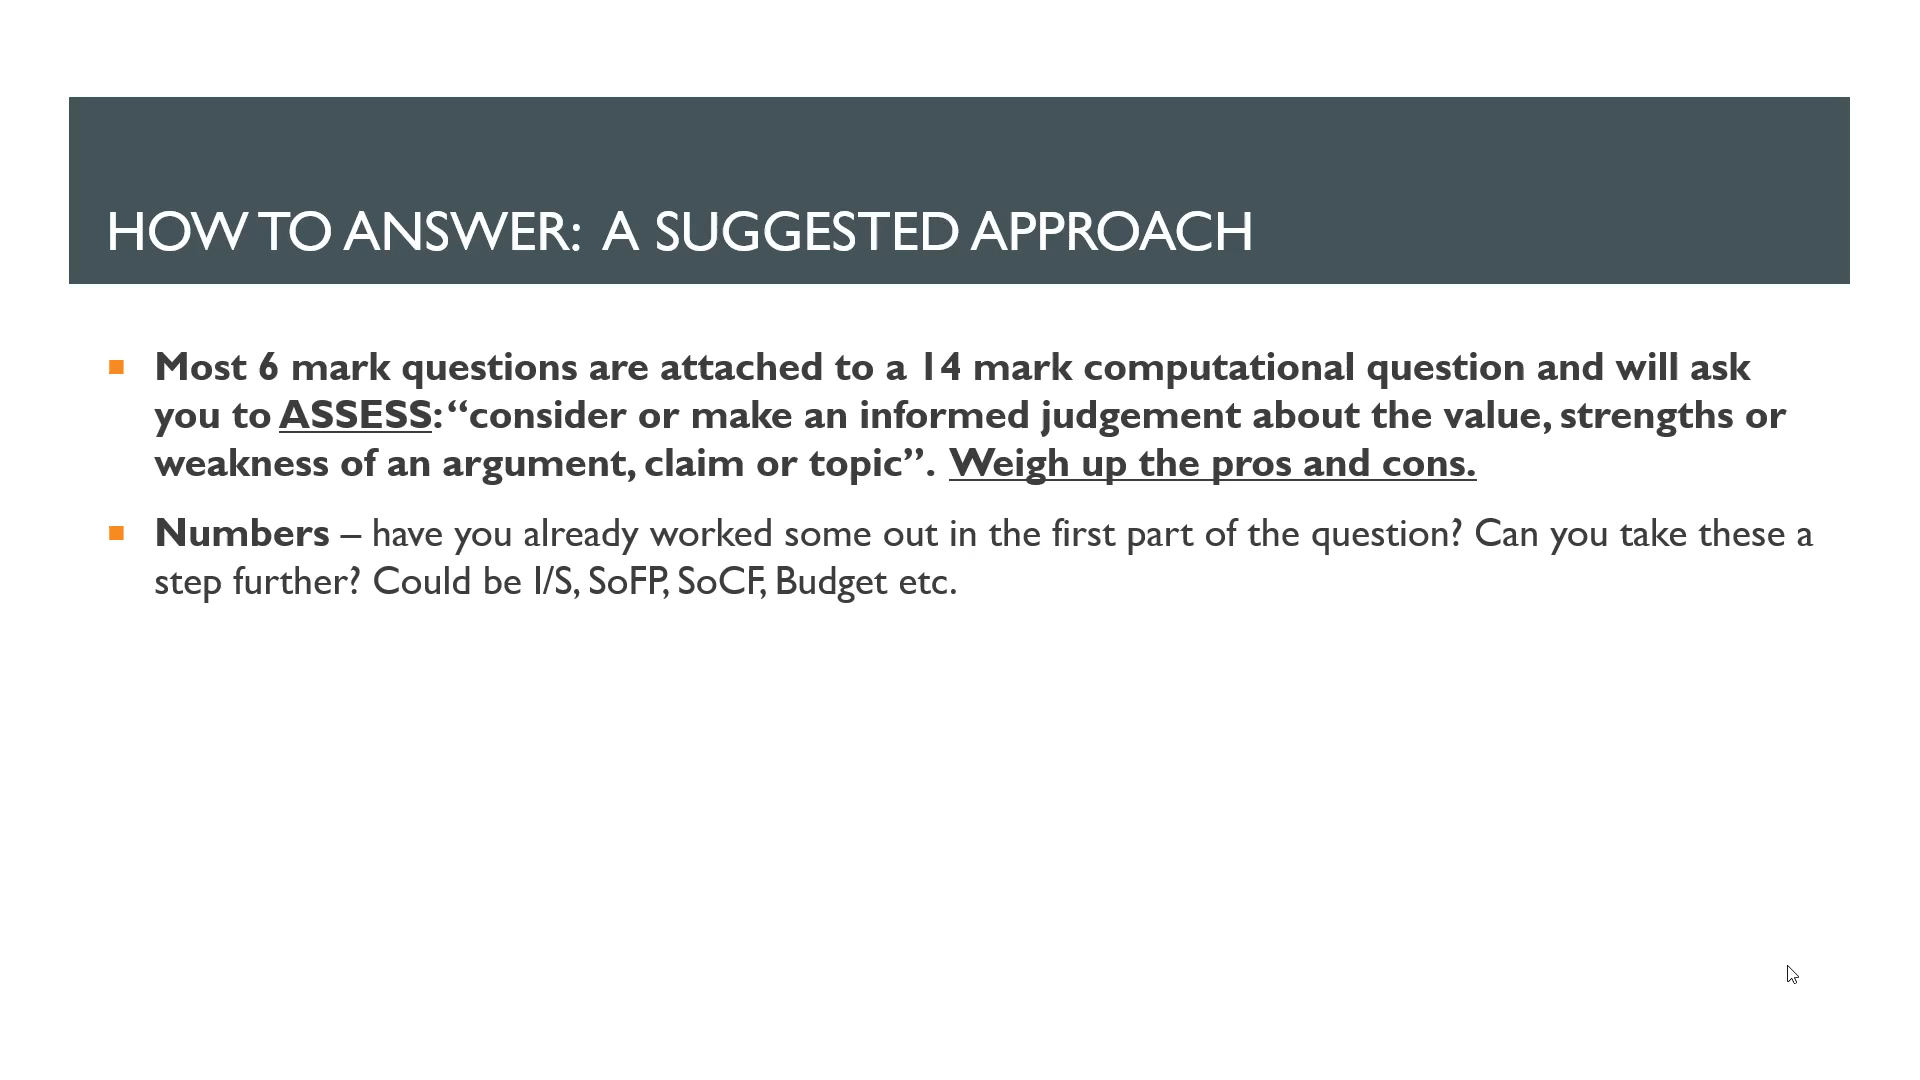 HOW TO ANSWER: A SUGGESTED APPROACH
Most 6 mark questions are attached to a 14 mark computational question and will ask
you to ASSESS: “consider or make an informed judgement about the value, strengths or
weakness of an argument, claim or topic”. Weigh up the pros and cons.
Numbers – have you already worked some out in the first part of the question? Can you take these a
step further? Could be I/S, SoFP, SoCF, Budget etc.